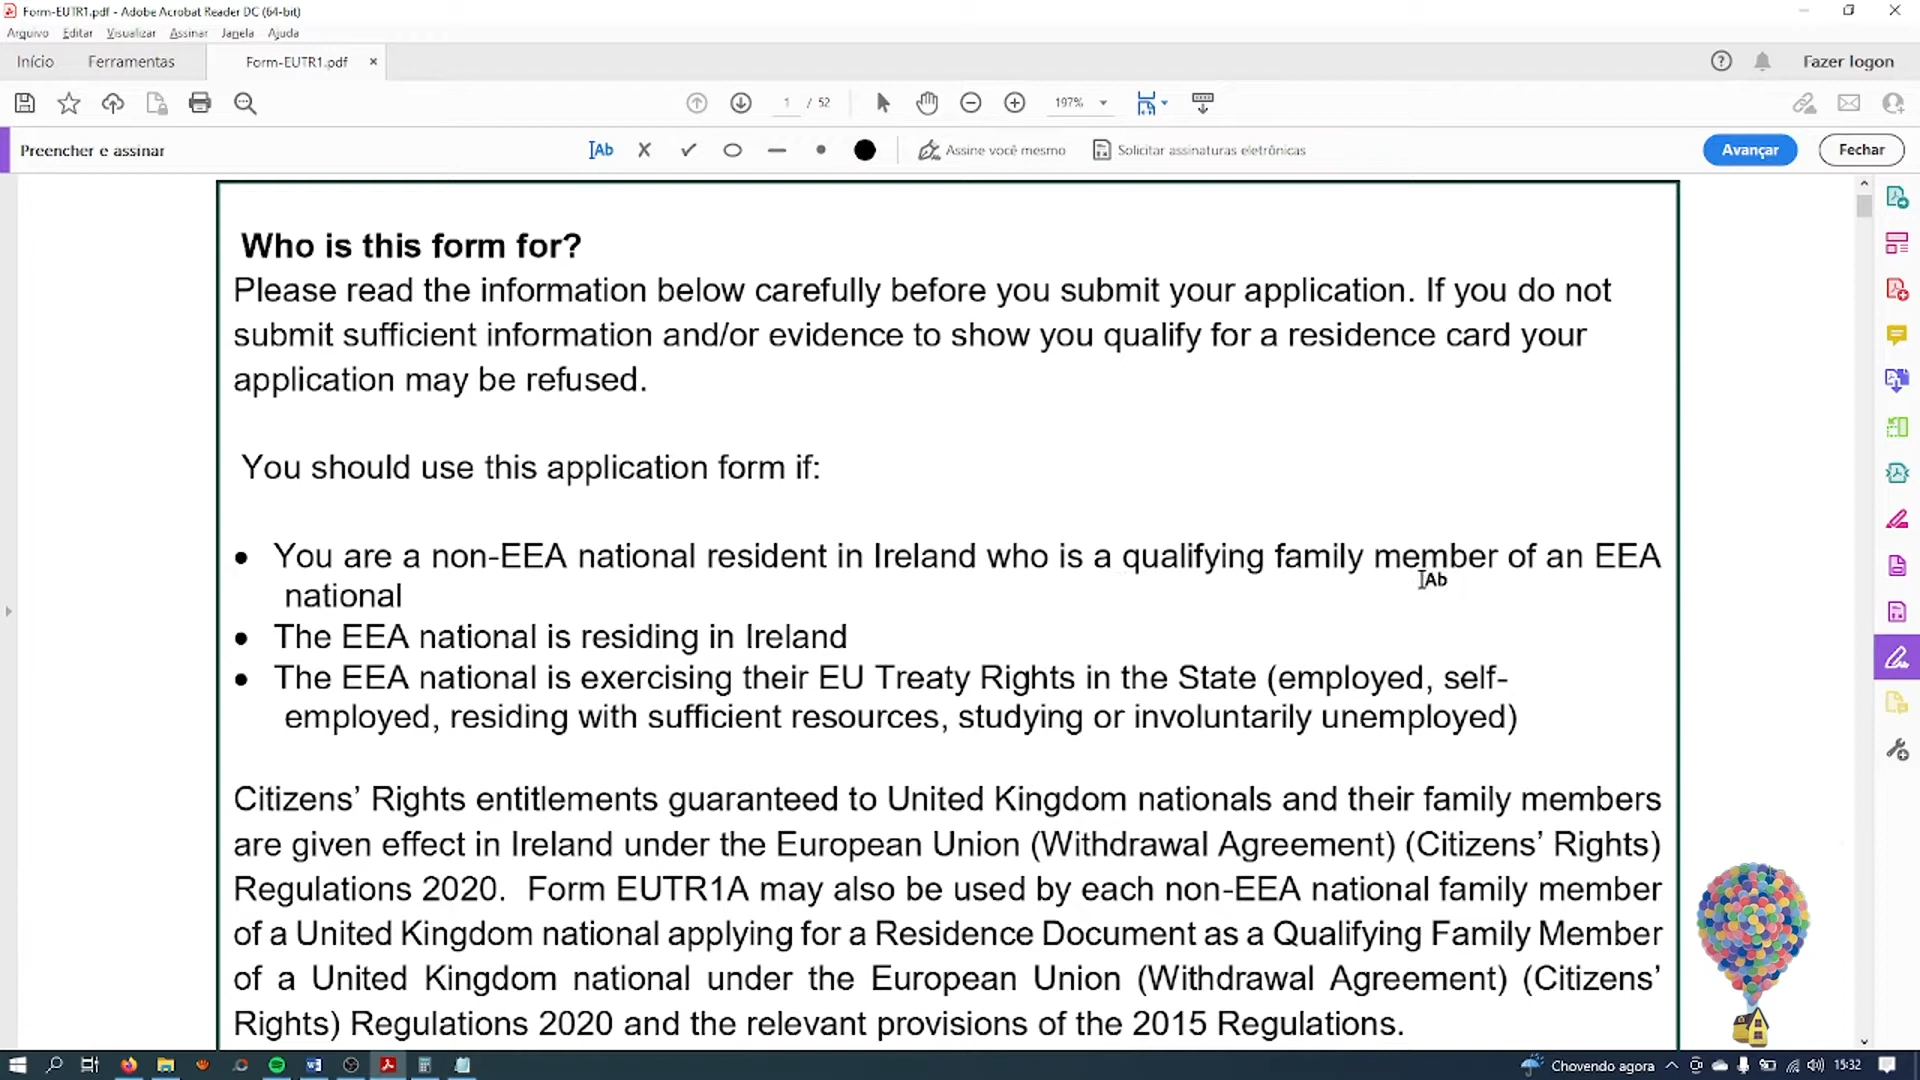 Form-EUTR1.pdf - Adobe Acrobat Reader DC (64-bit)
Arquivo Editar Visualizar Assinar Janela Ajuda
Início Ferramentas Form-EUTR1.pdf Fazer logon
1 / 52 197%
Preencher e assinar Ab Assine você mesmo Solicitar assinaturas eletrônicas Avançar Fechar
Who is this form for?
Please read the information below carefully before you submit your application. If you do not
submit sufficient information and/or evidence to show you qualify for a residence card your
application may be refused.
You should use this application form if:
• You are a non-EEA national resident in Ireland who is a qualifying family member of an EEA
national
Ab
• The EEA national is residing in Ireland
• The EEA national is exercising their EU Treaty Rights in the State (employed, self-
employed, residing with sufficient resources, studying or involuntarily unemployed)
Citizens’ Rights entitlements guaranteed to United Kingdom nationals and their family members
are given effect in Ireland under the European Union (Withdrawal Agreement) (Citizens’ Rights)
Regulations 2020. Form EUTR1A may also be used by each non-EEA national family member
of a United Kingdom national applying for a Residence Document as a Qualifying Family Member
of a United Kingdom national under the European Union (Withdrawal Agreement) (Citizens’
Rights) Regulations 2020 and the relevant provisions of the 2015 Regulations.
Chovendo agora 15:32